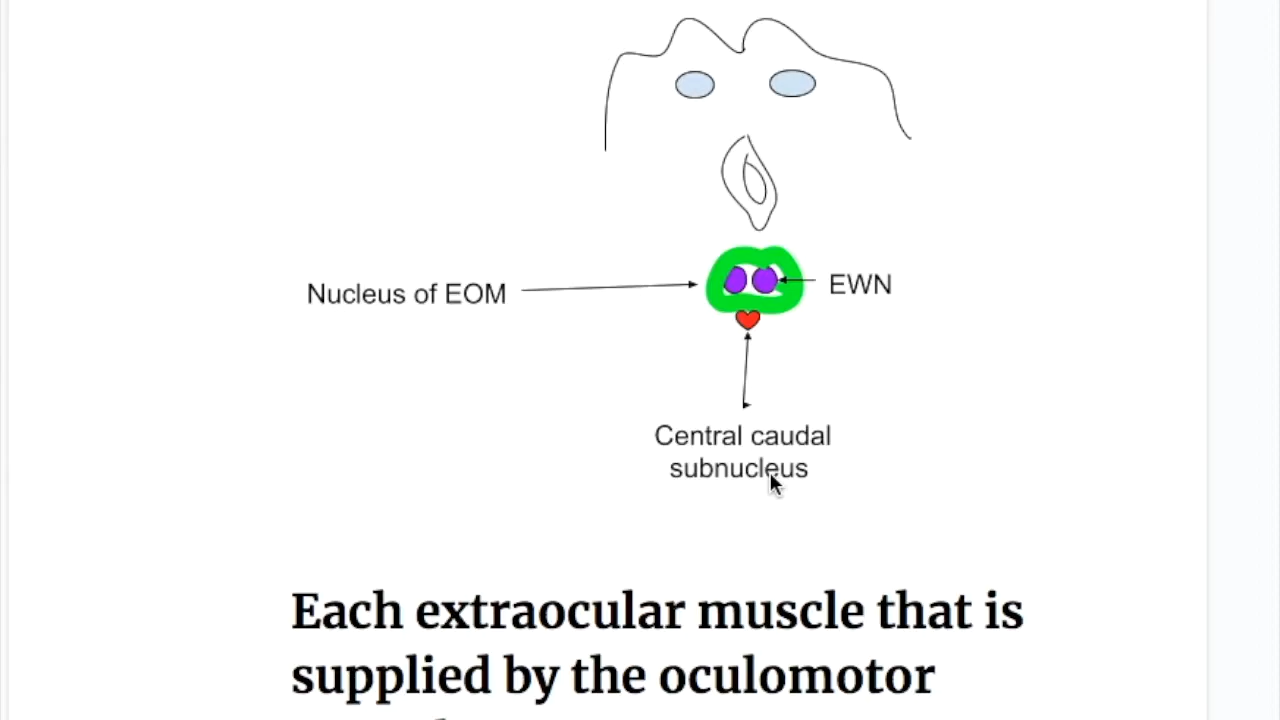 Nucleus of EOM
EWN
Central caudal
subnucleus
Each extraocular muscle that is
supplied by the oculomotor